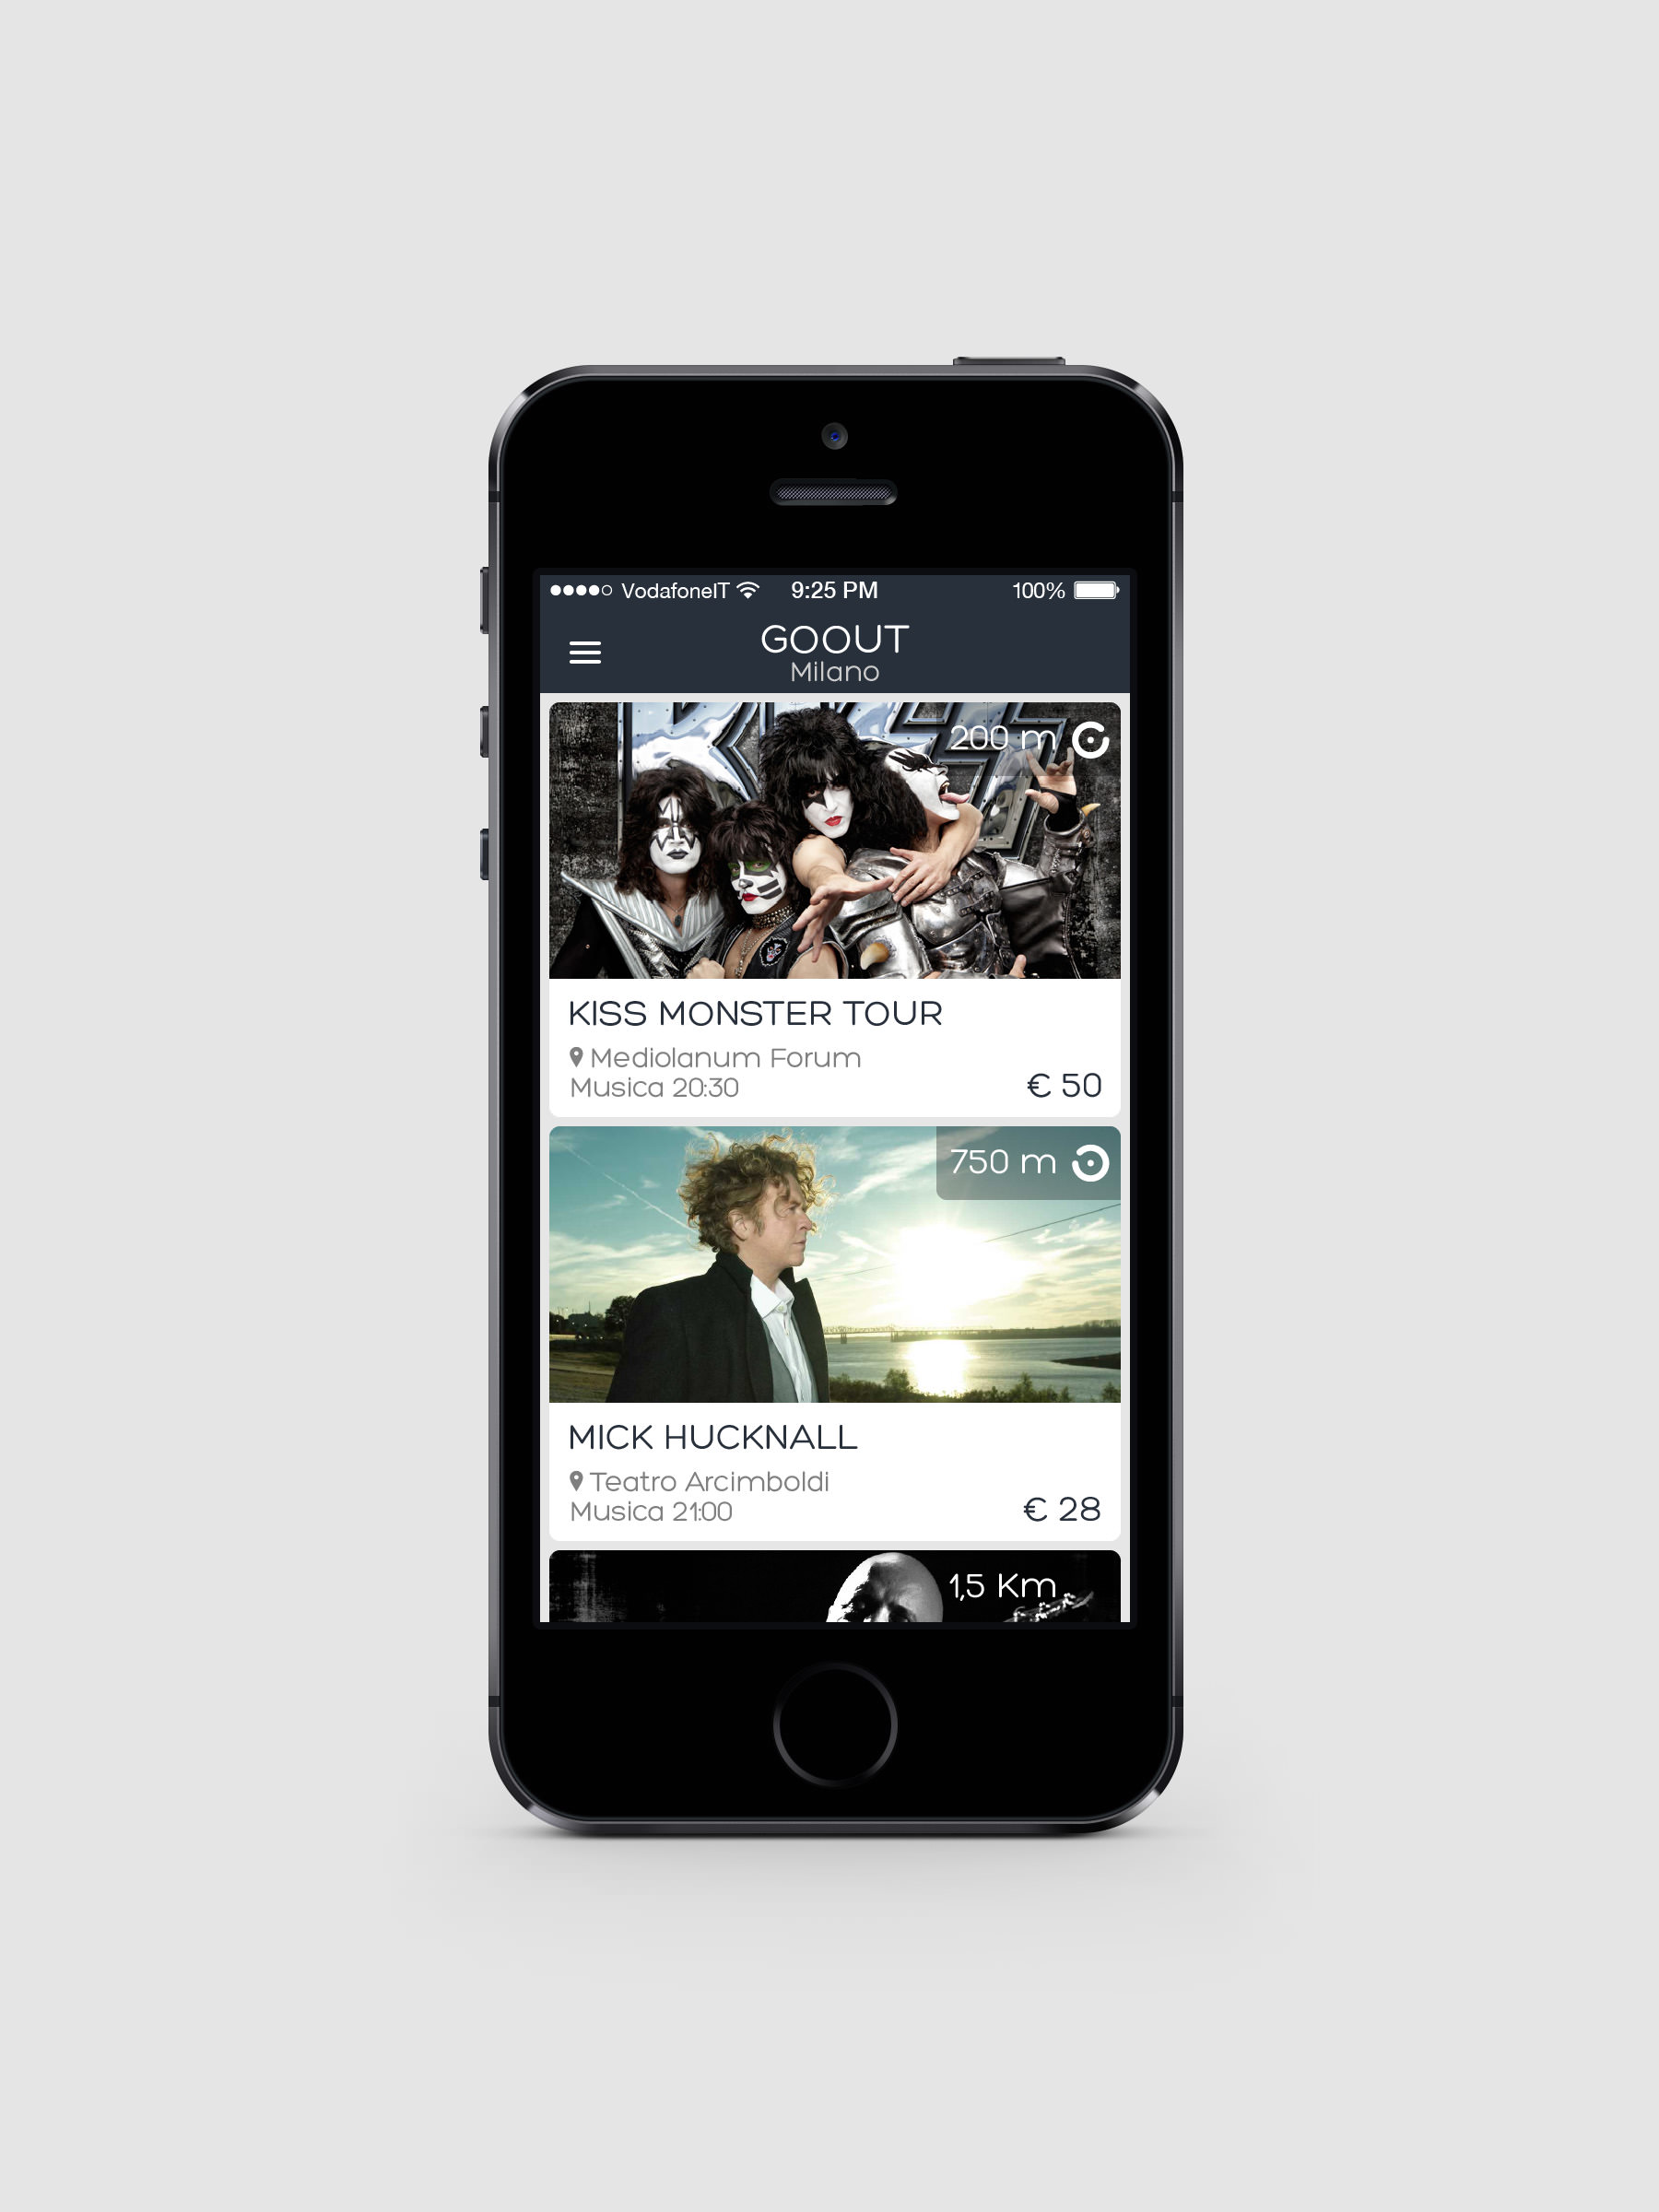 VodafoneIT 9:25 PM 100%
GOOUT
Milano
KISS
200 m
KISS MONSTER TOUR
Mediolanum Forum
Musica 20:30
€ 50
750 m
MICK HUCKNALL
Teatro Arcimboldi
Musica 21:00
€ 28
1,5 Km